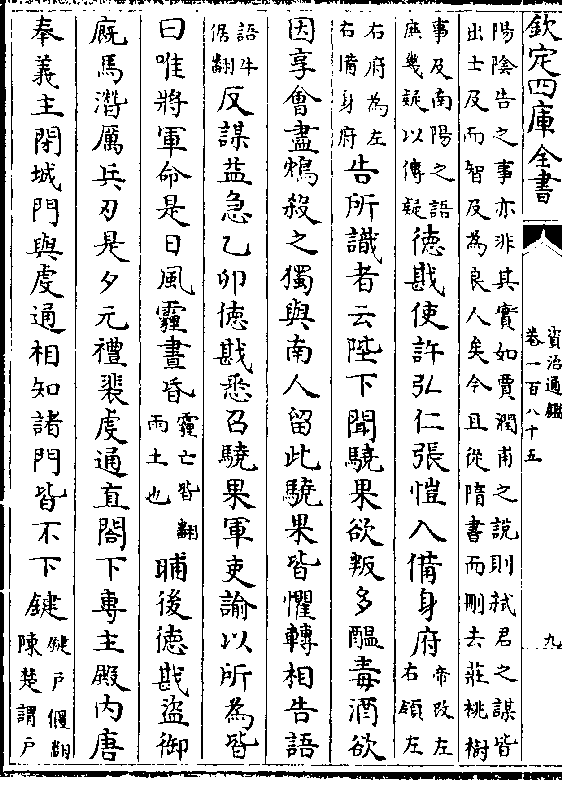 欽定四庫全書
資治通鑑
卷一百八十五
九
陽陰告之事亦非其實如賈潤甫之說則弑君之謀皆
出士及而智及為良人矣今且從隋書而刪去莊桃樹
事及南陽之語
庶幾疑以傳疑
德戡使許弘仁張愷入備身府
帝改左
右領左
右府為左
右備身府
告所識者云陛下聞驍果欲叛多醖毒酒欲
因享會盡鴆殺之獨與南人留此驍果皆懼轉相告語
語牛
倨翻
反謀益急乙卯德戡悉召驍果軍吏諭以所為皆
曰唯將軍命是日風霾晝昏
霾亡皆翻
雨土也
晡後德戡盗御
廐馬潛厲兵刃是夕元禮裴虔通直閤下專主殿内唐
奉義主閉城門與虔通相知諸門皆不下鍵
鍵戶偃翻
陳楚謂戶